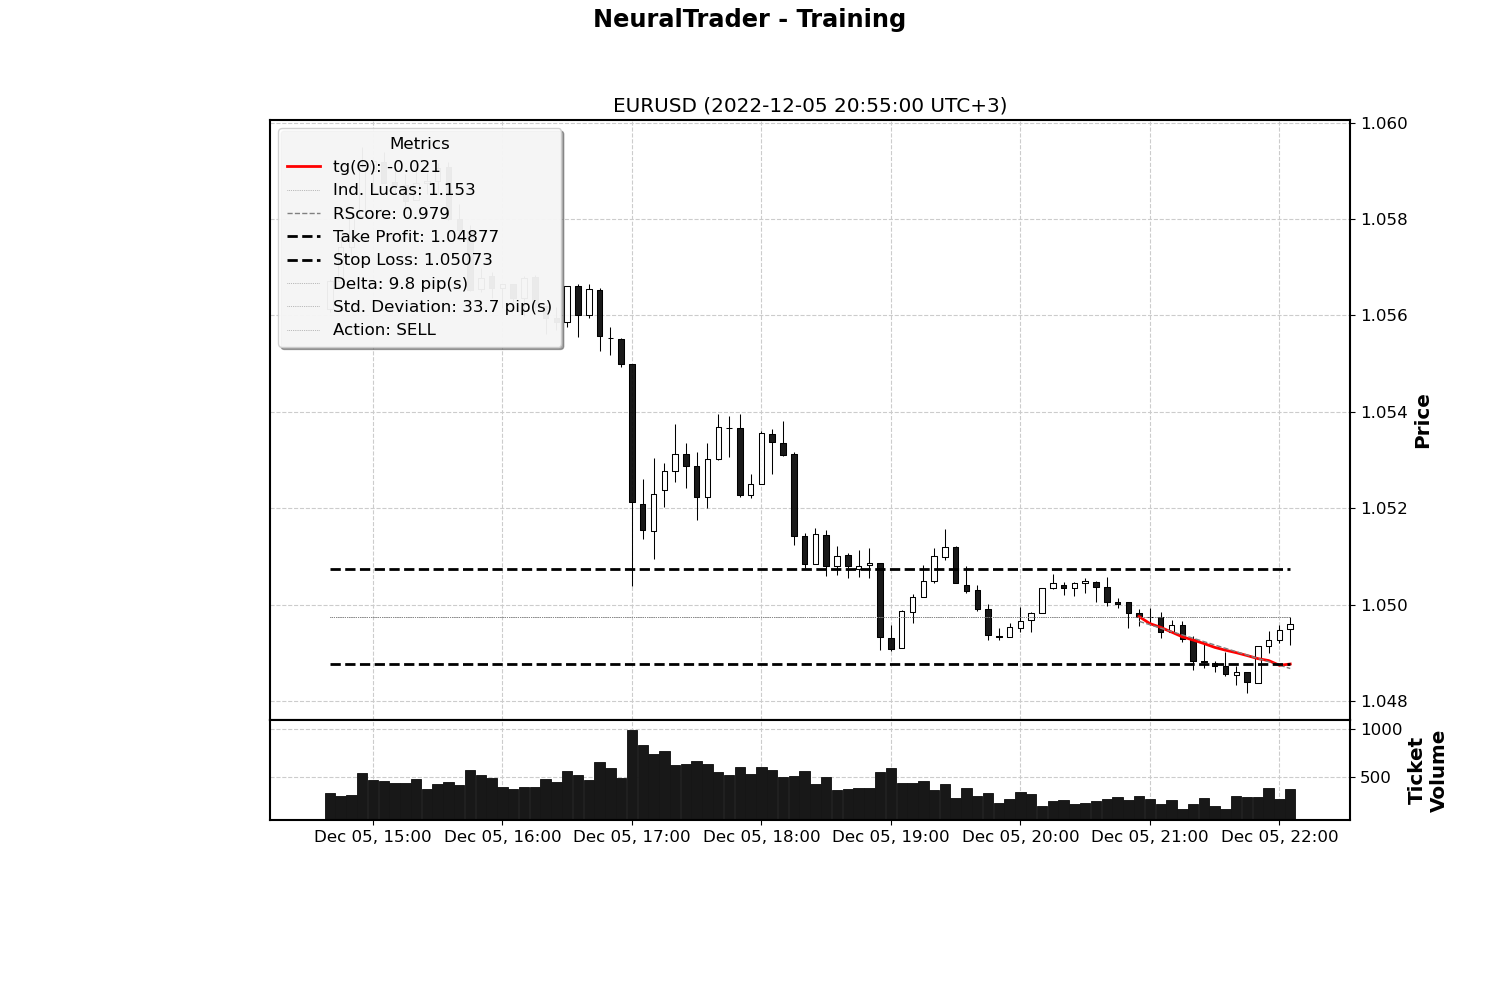 NeuralTrader - Training
EURUSD (2022-12-05 20:55:00 UTC+3)
Metrics
tg(Θ): -0.021
Ind. Lucas: 1.153
RScore: 0.979
Take Profit: 1.04877
Stop Loss: 1.05073
Delta: 9.8 pip(s)
Std. Deviation: 33.7 pip(s)
Action: SELL
1.060
1.058
1.056
1.054
1.052
1.050
1.048
Price
1000
500
Ticket
Volume
Dec 05, 15:00 Dec 05, 16:00 Dec 05, 17:00 Dec 05, 18:00 Dec 05, 19:00 Dec 05, 20:00 Dec 05, 21:00 Dec 05, 22:00